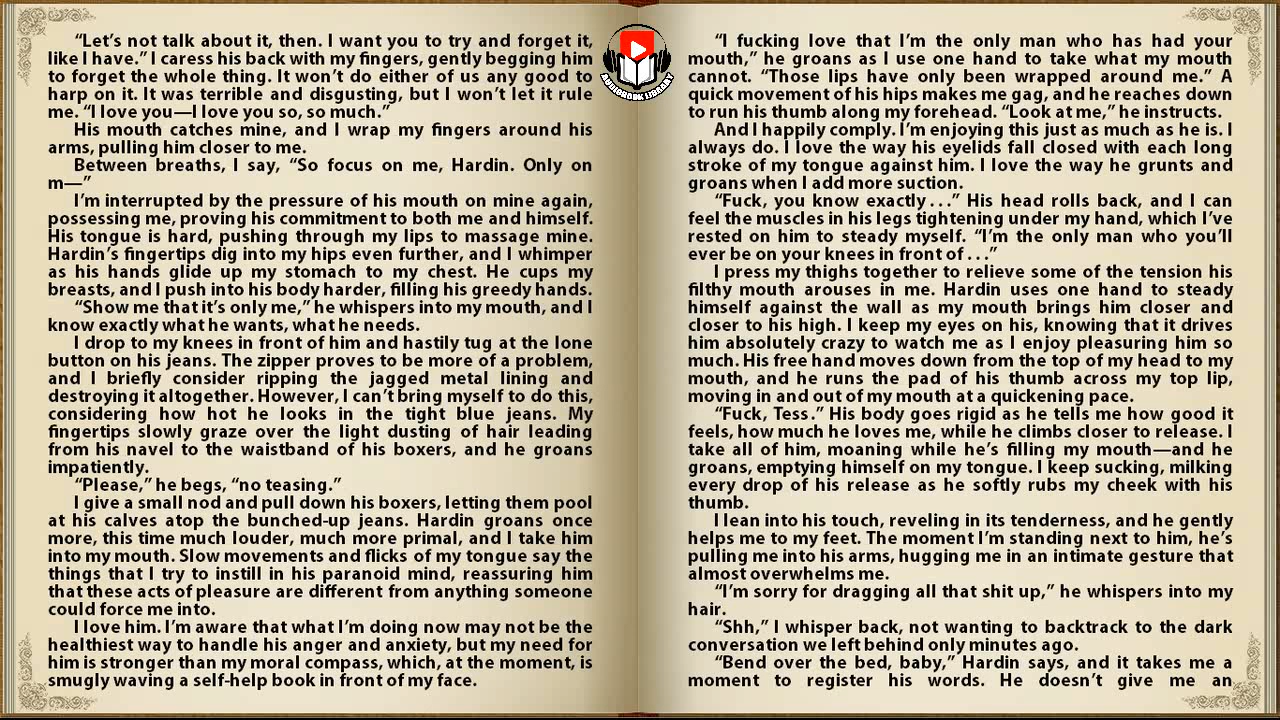 “Let’s not talk about it, then. I want you to try and forget it,
like I have.” I caress his back with my fingers, gently begging him
to forget the whole thing. It won’t do either of us any good to
harp on it. It was terrible and disgusting, but I won’t let it rule
me. “I love you—I love you so, so much.”
His mouth catches mine, and I wrap my fingers around his
arms, pulling him closer to me.
Between breaths, I say, “So focus on me, Hardin. Only on
m—”
I’m interrupted by the pressure of his mouth on mine again,
possessing me, proving his commitment to both me and himself.
His tongue is hard, pushing through my lips to massage mine.
Hardin’s fingertips dig into my hips even further, and I whimper
as his hands glide up my stomach to my chest. He cups my
breasts, and I push into his body harder, filling his greedy hands.
“Show me that it’s only me,” he whispers into my mouth, and I
know exactly what he wants, what he needs.
I drop to my knees in front of him and hastily tug at the lone
button on his jeans. The zipper proves to be more of a problem,
and I briefly consider ripping the jagged metal lining and
destroying it altogether. However, I can’t bring myself to do this,
considering how hot he looks in the tight blue jeans. My
fingertips slowly graze over the light dusting of hair leading
from his navel to the waistband of his boxers, and he groans
impatiently.
“Please,” he begs, “no teasing.”
I give a small nod and pull down his boxers, letting them pool
at his calves atop the bunched-up jeans. Hardin groans once
more, this time much louder, much more primal, and I take him
into my mouth. Slow movements and flicks of my tongue say the
things that I try to instill in his paranoid mind, reassuring him
that these acts of pleasure are different from anything someone
could force me into.
I love him. I’m aware that what I’m doing now may not be the
healthiest way to handle his anger and anxiety, but my need for
him is stronger than my moral compass, which, at the moment, is
smugly waving a self-help book in front of my face.
AUDIOBOOK LIBRARY
“I fucking love that I’m the only man who has had your
mouth,” he groans as I use one hand to take what my mouth
cannot. “Those lips have only been wrapped around me.” A
quick movement of his hips makes me gag, and he reaches down
to run his thumb along my forehead. “Look at me,” he instructs.
And I happily comply. I’m enjoying this just as much as he is. I
always do. I love the way his eyelids fall closed with each long
stroke of my tongue against him. I love the way he grunts and
groans when I add more suction.
“Fuck, you know exactly . . .” His head rolls back, and I can
feel the muscles in his legs tightening under my hand, which I’ve
rested on him to steady myself. “I’m the only man who you’ll
ever be on your knees in front of . . .”
I press my thighs together to relieve some of the tension his
filthy mouth arouses in me. Hardin uses one hand to steady
himself against the wall as my mouth brings him closer and
closer to his high. I keep my eyes on his, knowing that it drives
him absolutely crazy to watch me as I enjoy pleasuring him so
much. His free hand moves down from the top of my head to my
mouth, and he runs the pad of his thumb across my top lip,
moving in and out of my mouth at a quickening pace.
“Fuck, Tess.” His body goes rigid as he tells me how good it
feels, how much he loves me, while he climbs closer to release. I
take all of him, moaning while he’s filling my mouth—and he
groans, emptying himself on my tongue. I keep sucking, milking
every drop of his release as he softly rubs my cheek with his
thumb.
I lean into his touch, reveling in its tenderness, and he gently
helps me to my feet. The moment I’m standing next to him, he’s
pulling me into his arms, hugging me in an intimate gesture that
almost overwhelms me.
“I’m sorry for dragging all that shit up,” he whispers into my
hair.
“Shh,” I whisper back, not wanting to backtrack to the dark
conversation we left behind only minutes ago.
“Bend over the bed, baby,” Hardin says, and it takes me a
moment to register his words. He doesn’t give me an